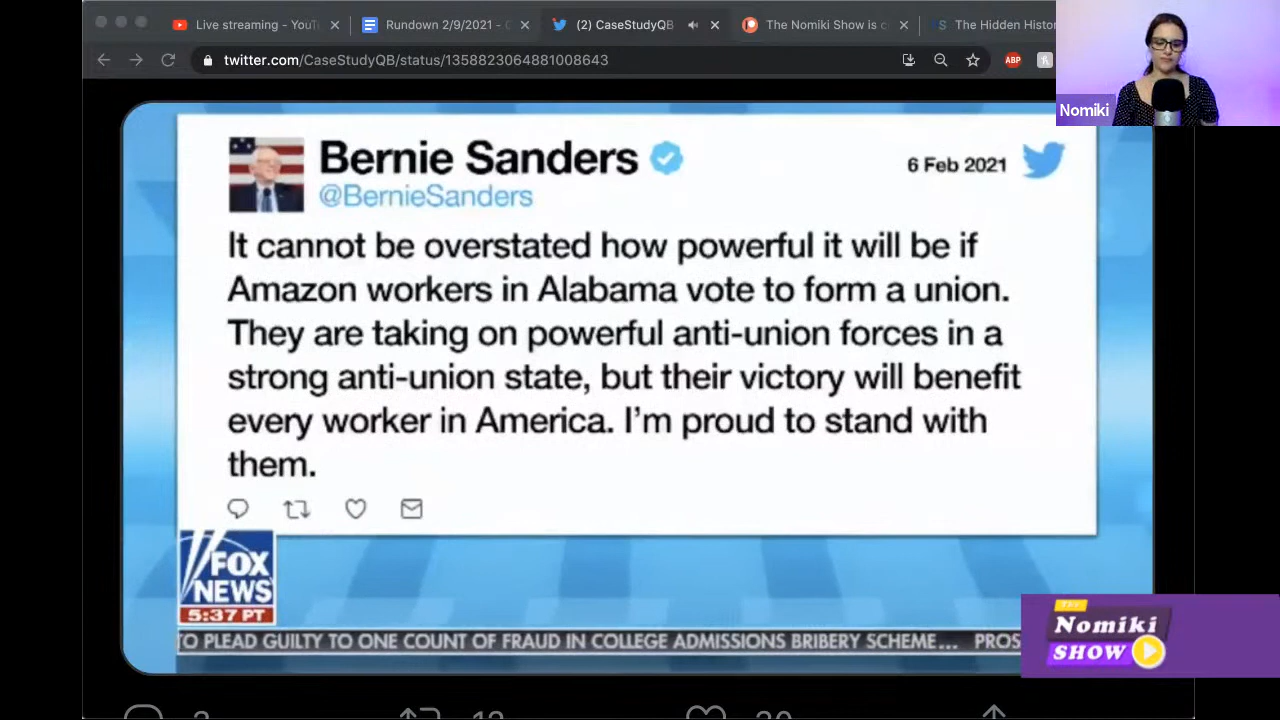 Live streaming - YouT
Rundown 2/9/2021 -
(2) CaseStudyQB
The Nomiki Show is c
The Hidden Histor
twitter.com/CaseStudyQB/status/1358823064881008643
ABP
Nomiki
Bernie Sanders
@BernieSanders
6 Feb 2021
It cannot be overstated how powerful it will be if
Amazon workers in Alabama vote to form a union.
They are taking on powerful anti-union forces in a
strong anti-union state, but their victory will benefit
every worker in America. I'm proud to stand with
them.
FOX
NEWS
5:37 PT
TO PLEAD GUILTY TO ONE COUNT OF FRAUD IN COLLEGE ADMISSIONS BRIBERY SCHEME... PROS
The
Nomiki
SHOW